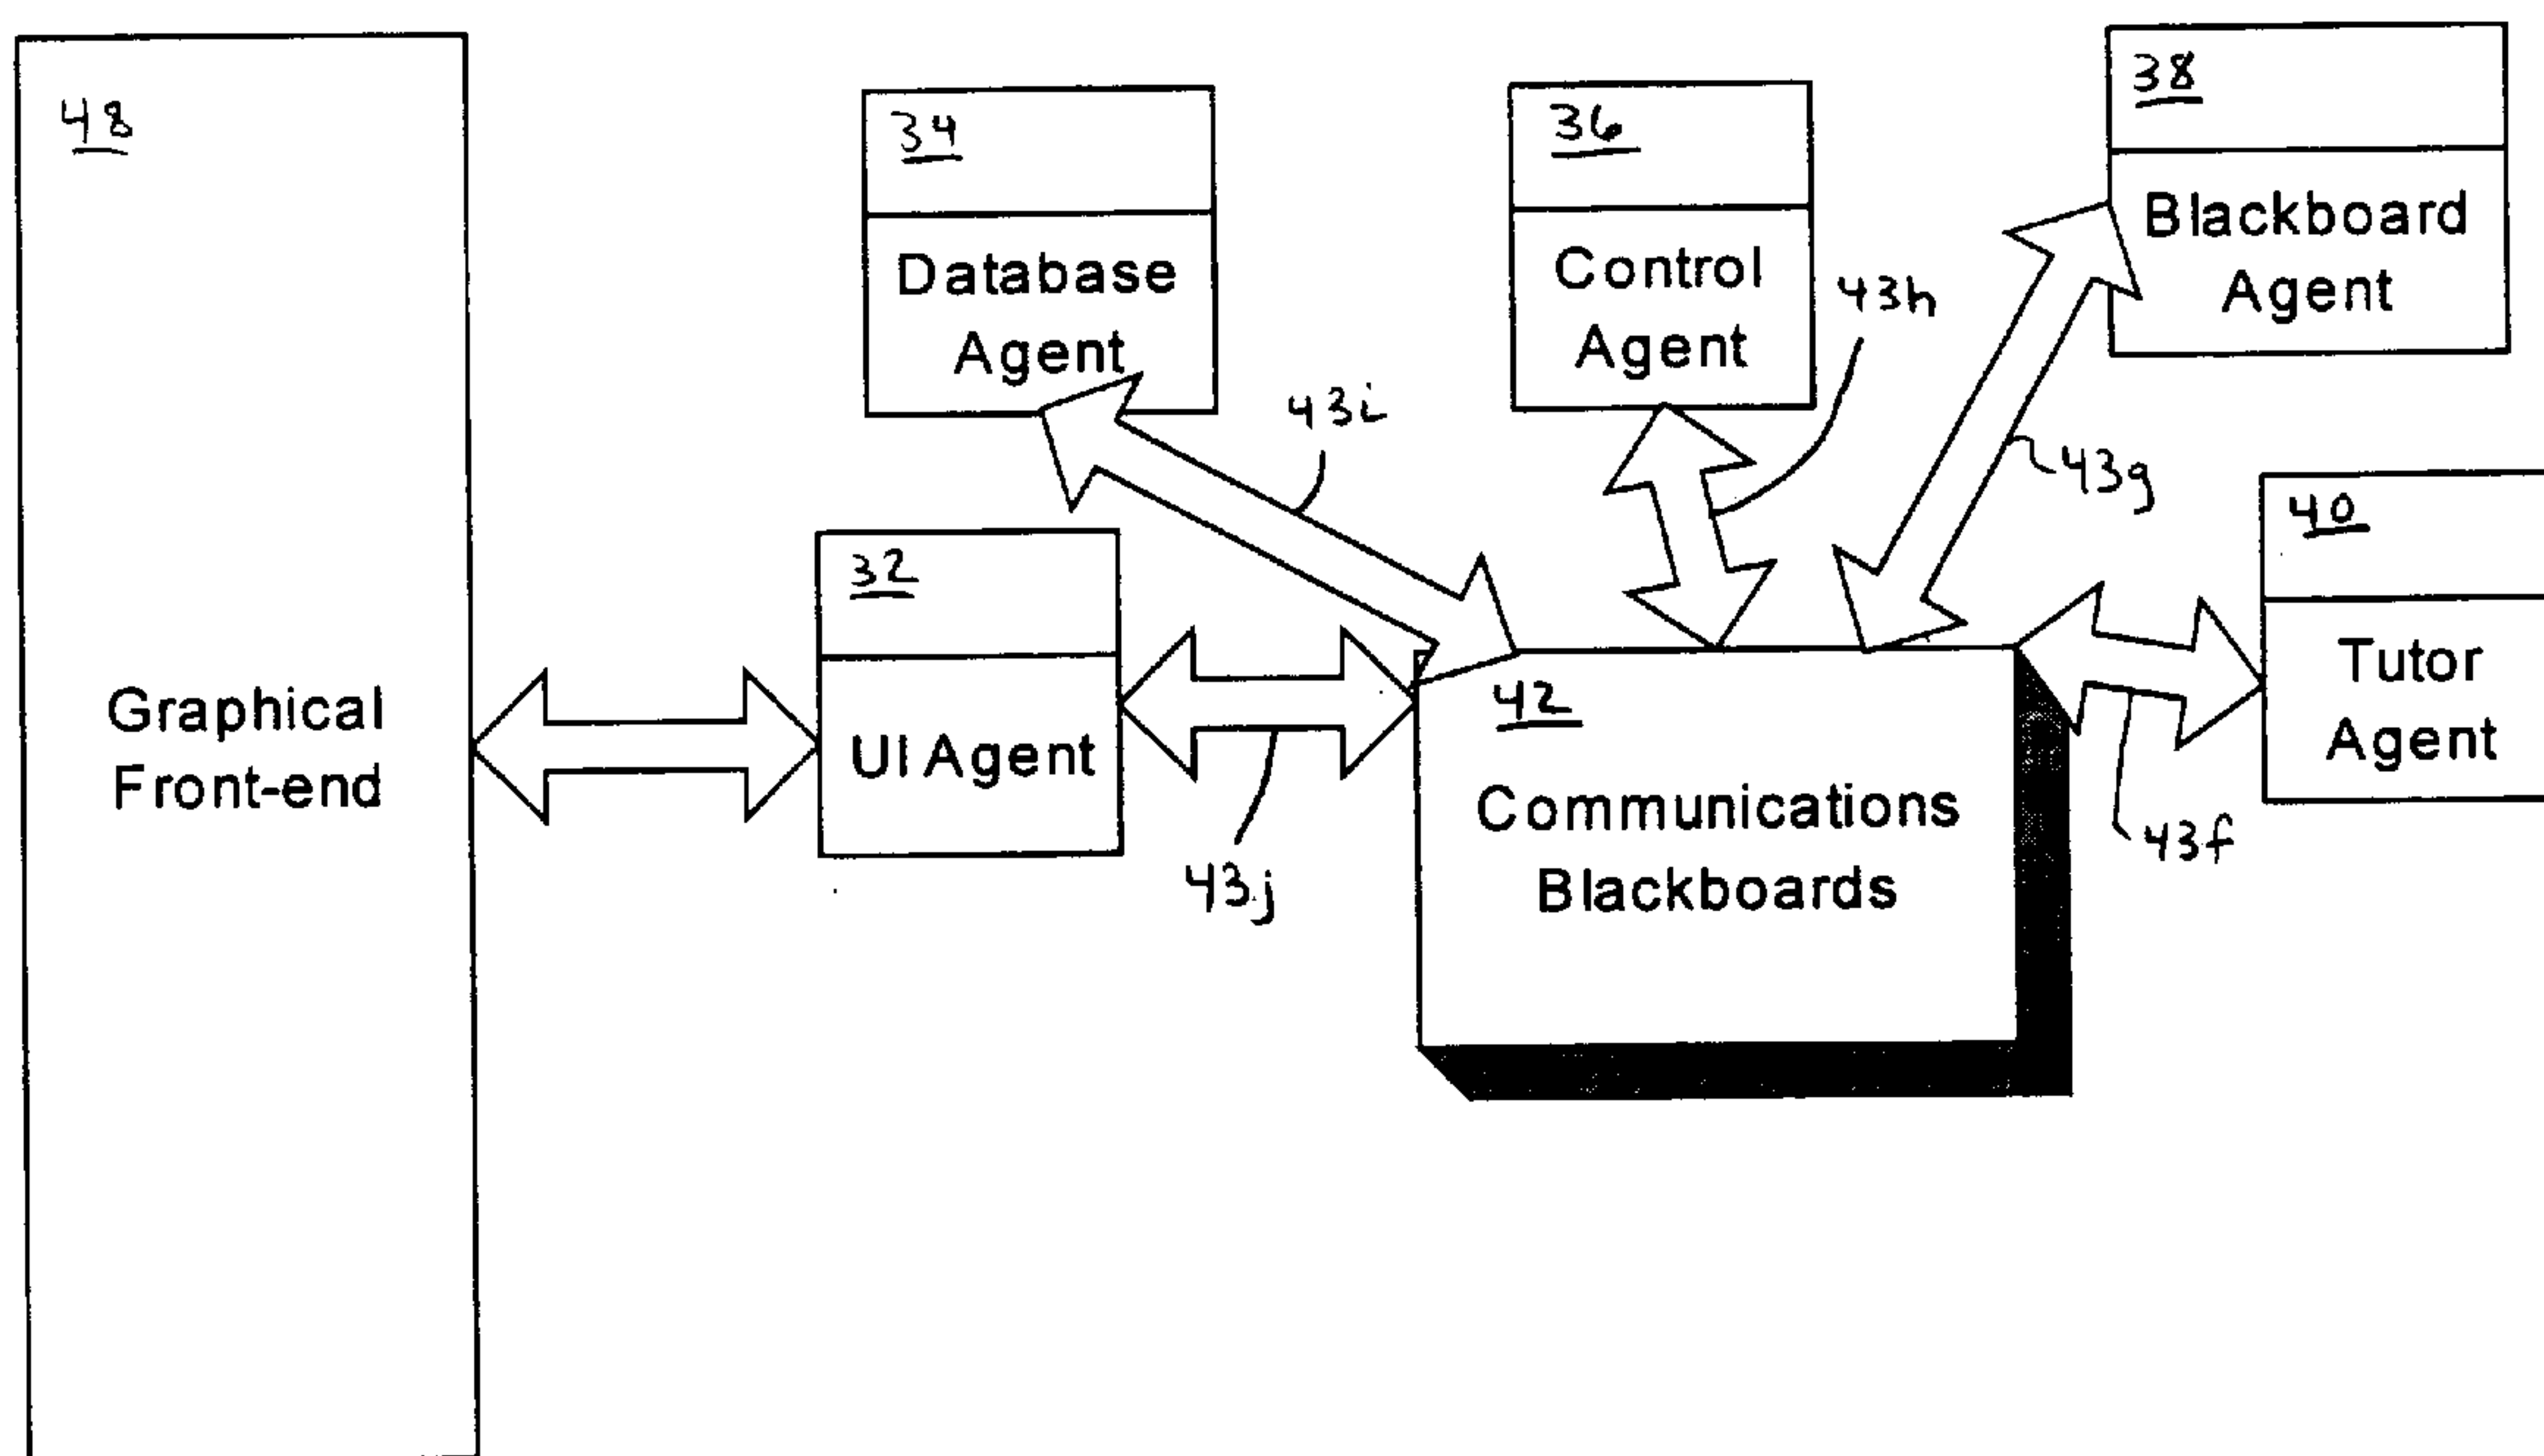 48
Graphical
Front-end
34
Database
Agent
36
Control
Agent
38
Blackboard
Agent
43h
43i
43g
32
UI Agent
43j
42
Communications
Blackboards
40
Tutor
Agent
43f